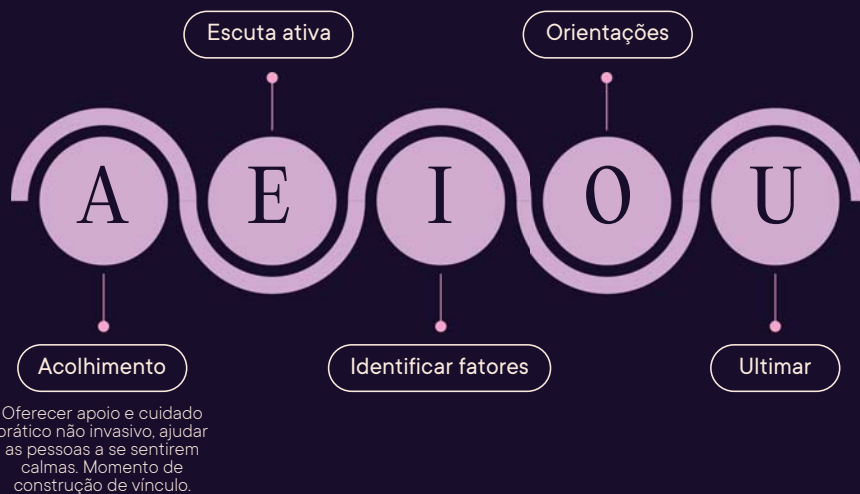 Escuta ativa
Orientações
A E I O U
Acolhimento
Identificar fatores
Ultimar
Oferecer apoio e cuidado
prático não invasivo, ajudar
as pessoas a se sentirem
calmas. Momento de
construção de vínculo.